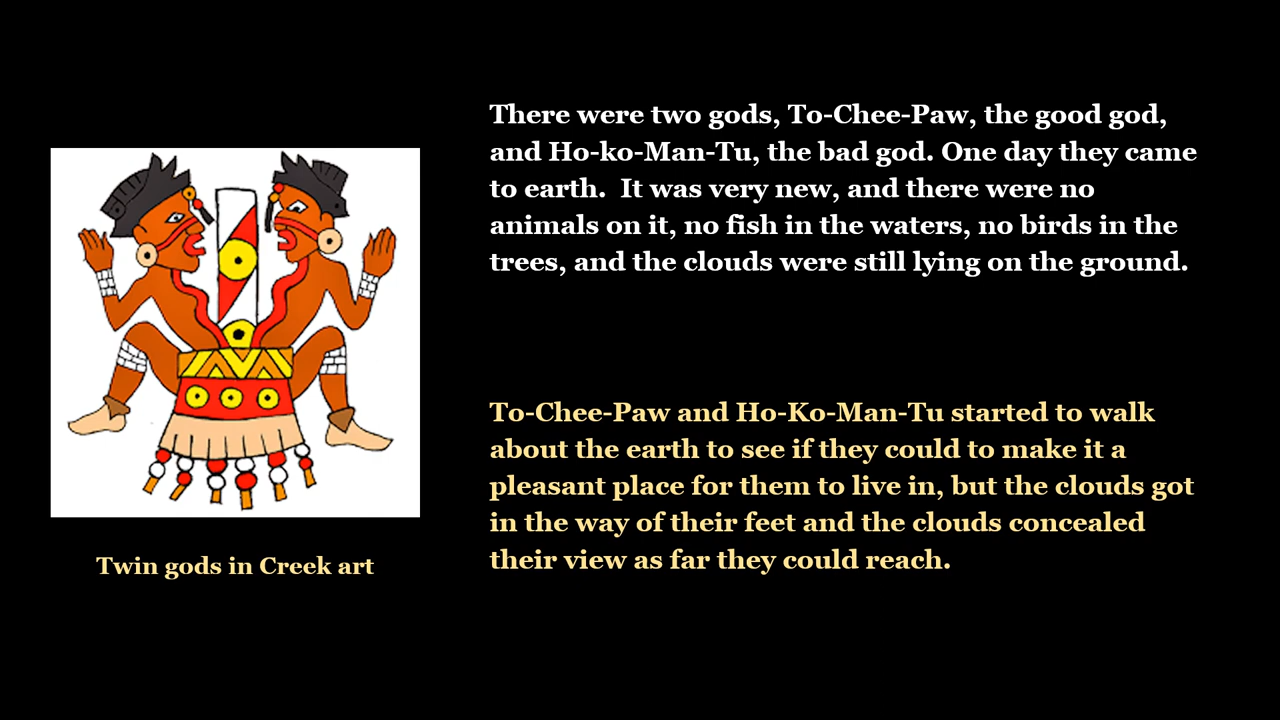 There were two gods, To-Chee-Paw, the good god,
and Ho-ko-Man-Tu, the bad god. One day they came
to earth.  It was very new, and there were no
animals on it, no fish in the waters, no birds in the
trees, and the clouds were still lying on the ground.
To-Chee-Paw and Ho-Ko-Man-Tu started to walk
about the earth to see if they could to make it a
pleasant place for them to live in, but the clouds got
in the way of their feet and the clouds concealed
their view as far they could reach.
Twin gods in Creek art